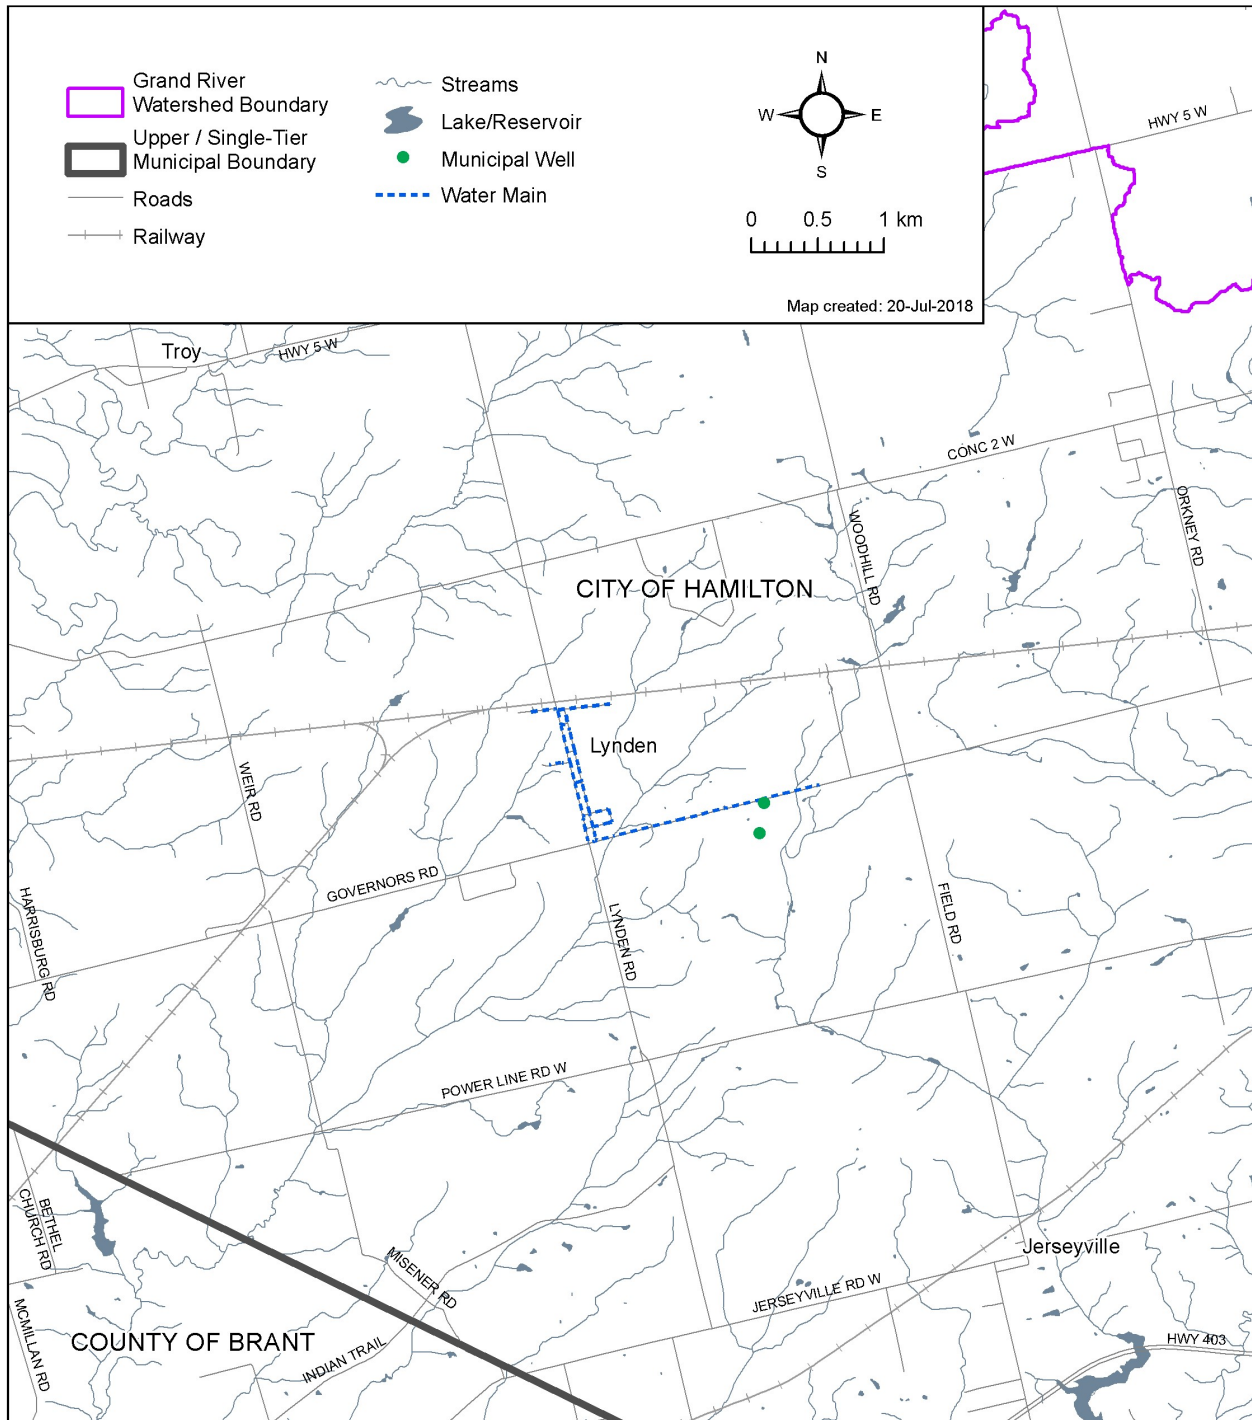 Grand River
Watershed Boundary
Upper / Single-Tier
Municipal Boundary
Roads
Railway
Streams
Lake/Reservoir
Municipal Well
Water Main
N
W
E
S
0 0.5 1 km
Map created: 20-Jul-2018
HWY 5 W
Troy
HWY 5 W
CONC 2 W
ORKNEY RD
WOODHILL RD
CITY OF HAMILTON
Lynden
WEIR RD
GOVERNORS RD
HARRISBURG RD
LYNDEN RD
FIELD RD
POWER LINE RD W
BETHEL
CHURCH RD
MISENER RD
Jerseyville
JERSEYVILLE RD W
MCMILAN RD
COUNTY OF BRANT
INDIAN TRAIL
HWY 403